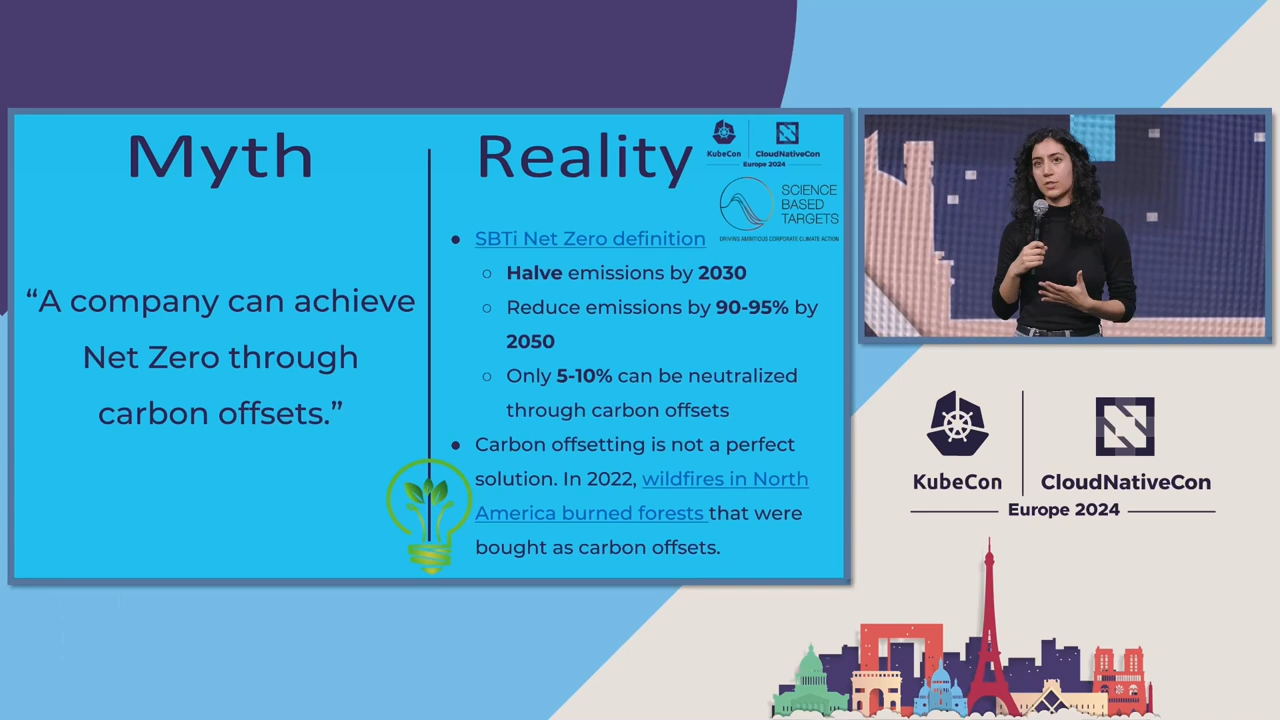 Myth
“A company can achieve
Net Zero through
carbon offsets.”
Reality
KubeCon
CloudNativeCon
Europe 2024
SCIENCE
BASED
TARGETS
DRIVING AMBITIOUS CORPORATE CLIMATE ACTION
● SBTi Net Zero definition
○ Halve emissions by 2030
○ Reduce emissions by 90-95% by
2050
○ Only 5-10% can be neutralized
through carbon offsets
● Carbon offsetting is not a perfect
solution. In 2022, wildfires in North
America burned forests that were
bought as carbon offsets.
KubeCon
CloudNativeCon
Europe 2024